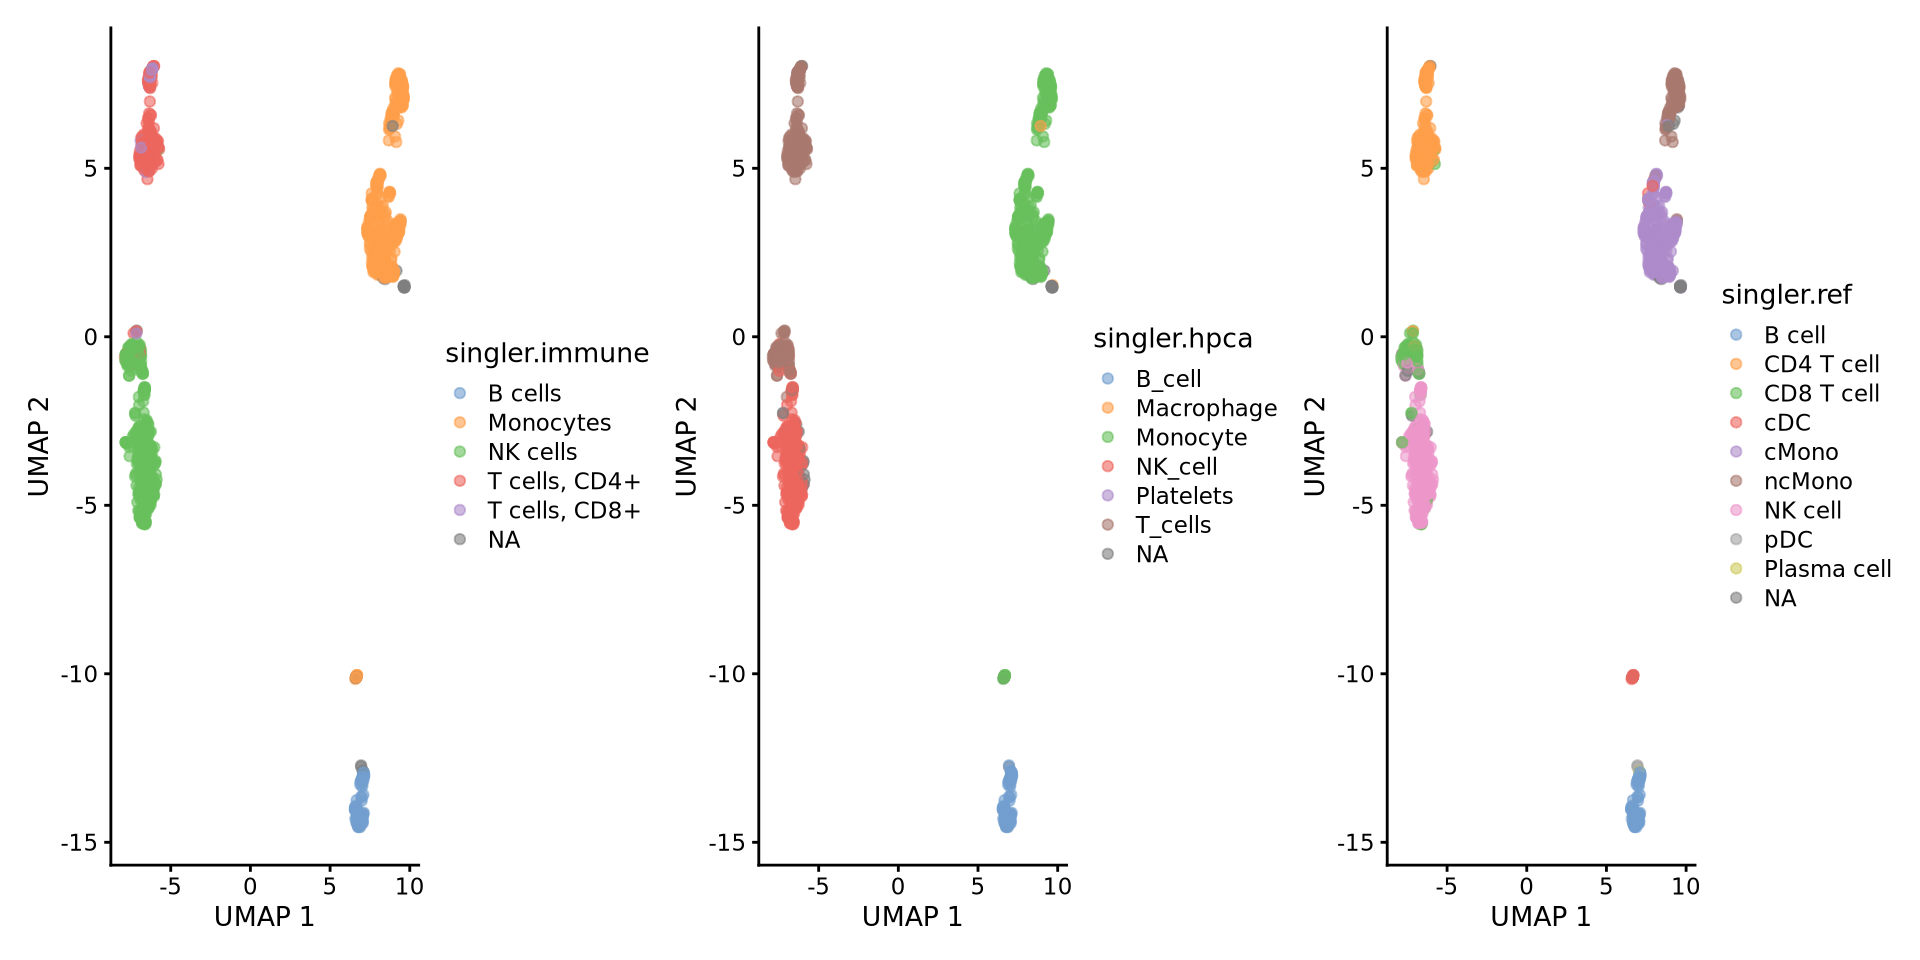 UMAP 2
5
0
-5
-10
-15
-5 0 5 10
UMAP 1
singler.immune
B cells
Monocytes
NK cells
T cells, CD4+
T cells, CD8+
NA
UMAP 2
5
0
-5
-10
-15
-5 0 5 10
UMAP 1
singler.hpca
B_cell
Macrophage
Monocyte
NK_cell
Platelets
T_cells
NA
UMAP 2
5
0
-5
-10
-15
-5 0 5 10
UMAP 1
singler.ref
B cell
CD4 T cell
CD8 T cell
cDC
cMono
ncMono
NK cell
pDC
Plasma cell
NA